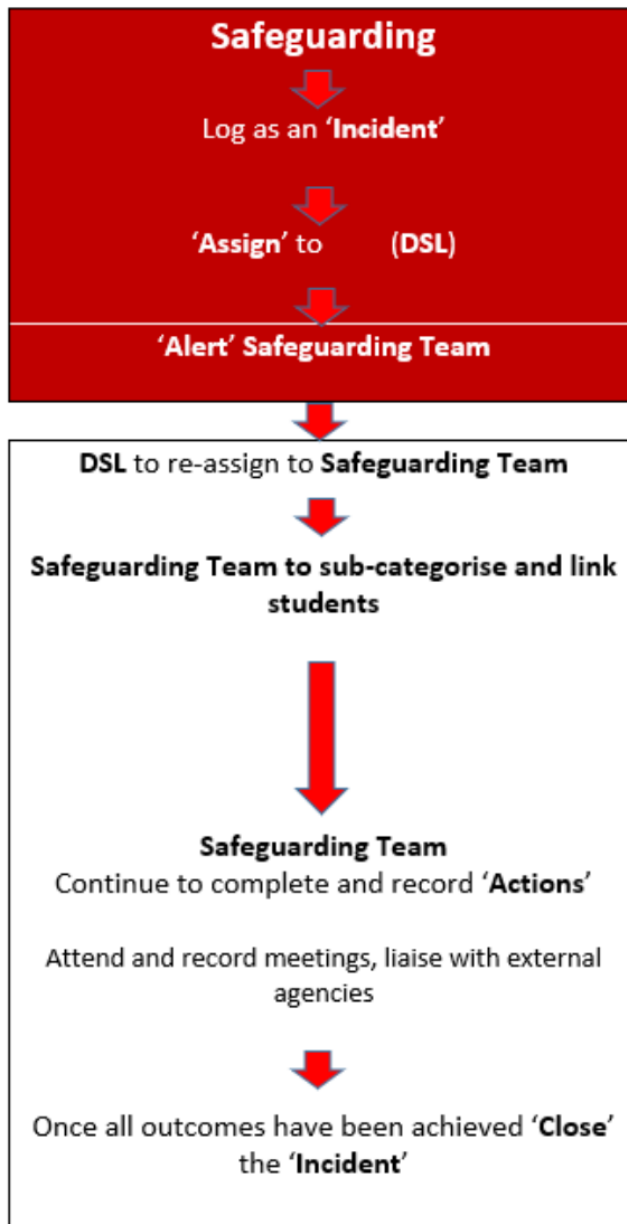 Safeguarding
Log as an ‘Incident’
‘Assign’ to (DSL)
‘Alert’ Safeguarding Team
DSL to re-assign to Safeguarding Team
Safeguarding Team to sub-categorise and link
students
Safeguarding Team
Continue to complete and record ‘Actions’
Attend and record meetings, liaise with external
agencies
Once all outcomes have been achieved ‘Close’
the ‘Incident’